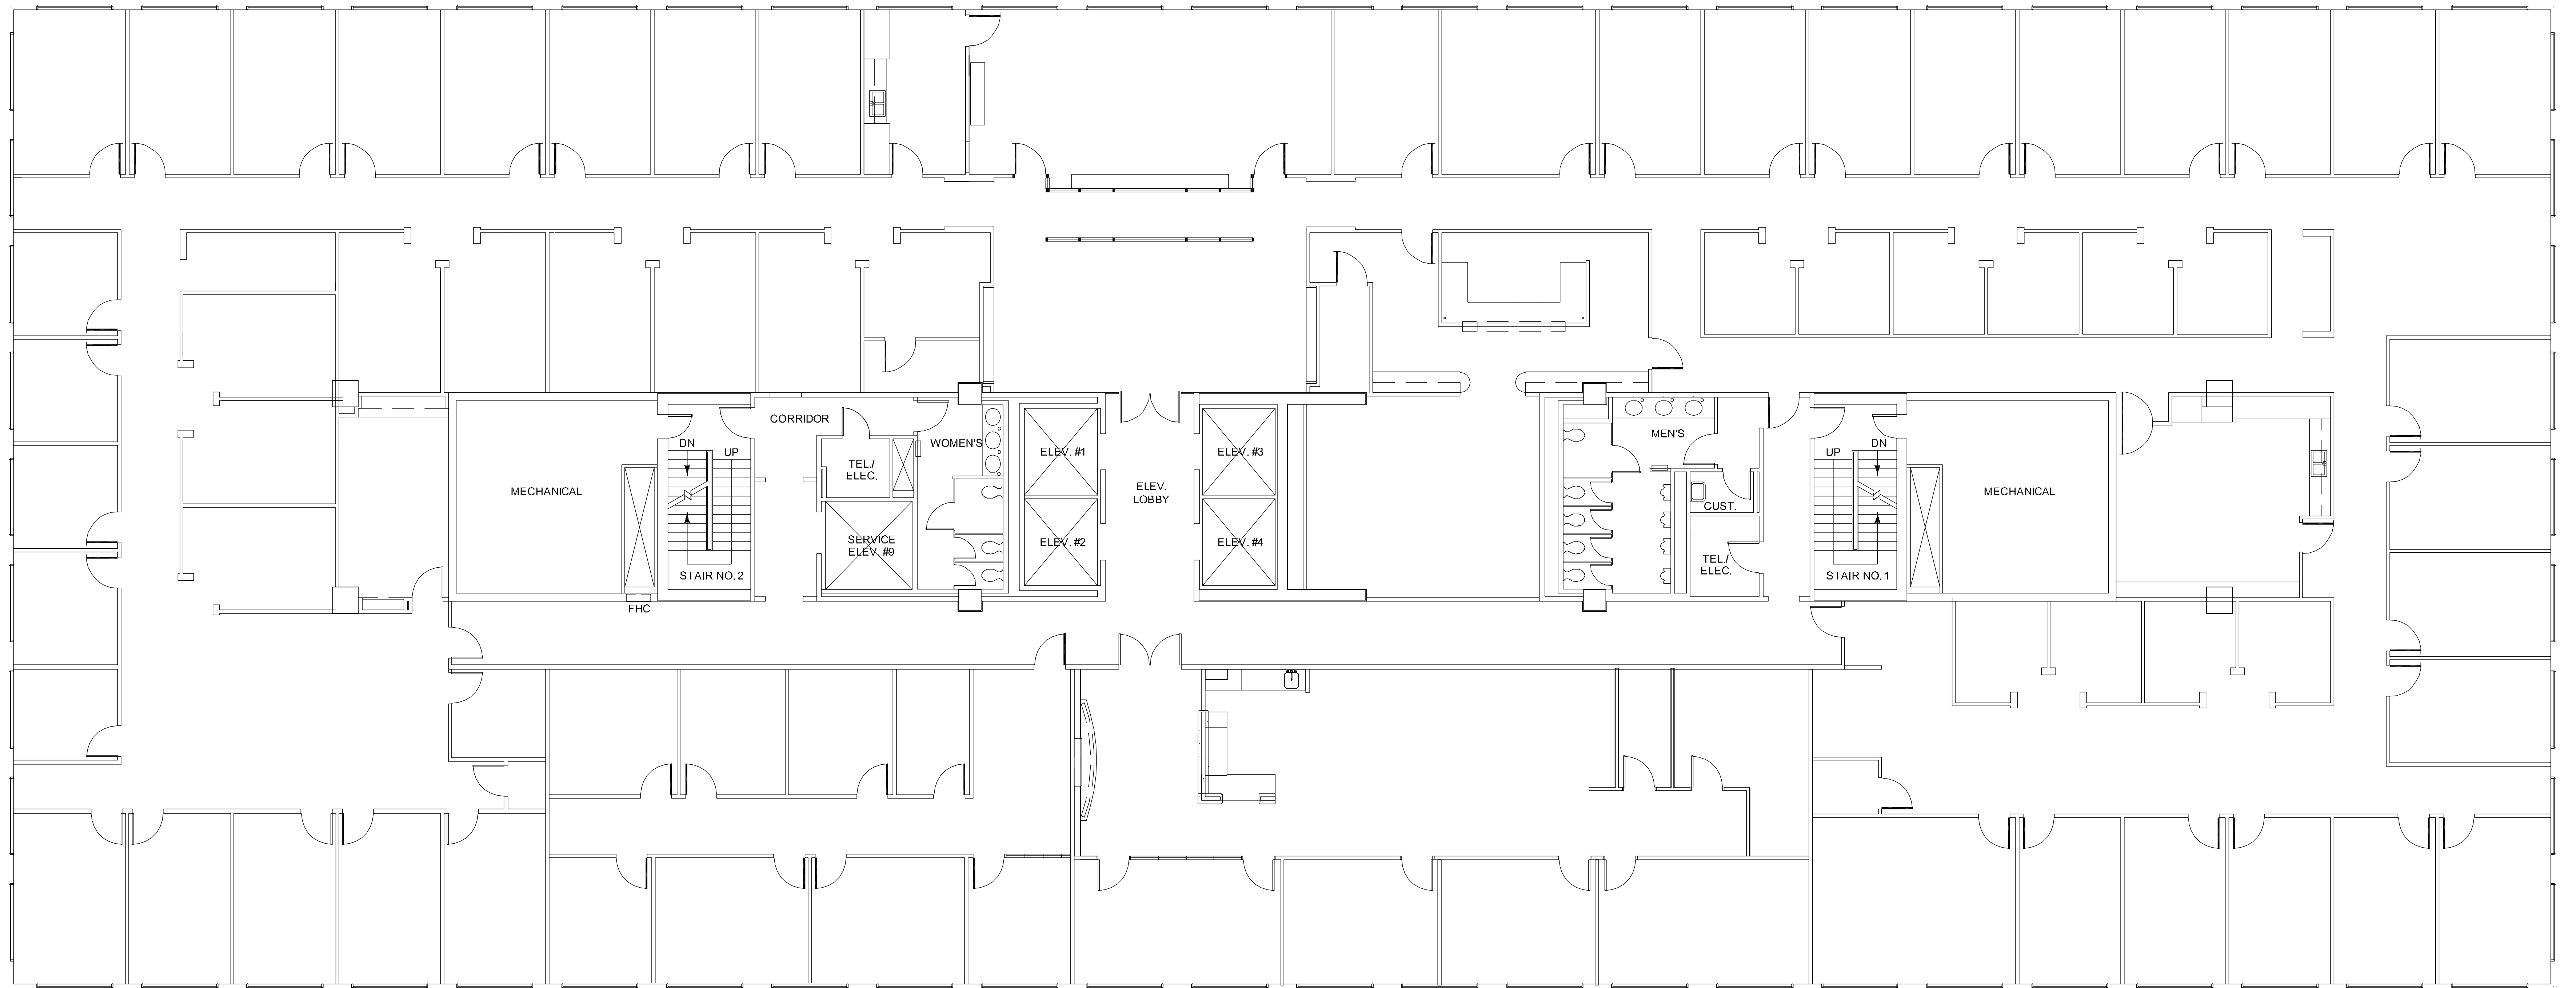 CORRIDOR
DN
UP
WOMEN'S
TEL./
ELEC.
MECHANICAL
SERVICE
ELEV. #9
STAIR NO. 2
FHC
ELEV. #1
ELEV. #2
ELEV.
LOBBY
ELEV. #3
ELEV. #4
MEN'S
CUST.
TEL./
ELEC.
UP
DN
STAIR NO. 1
MECHANICAL